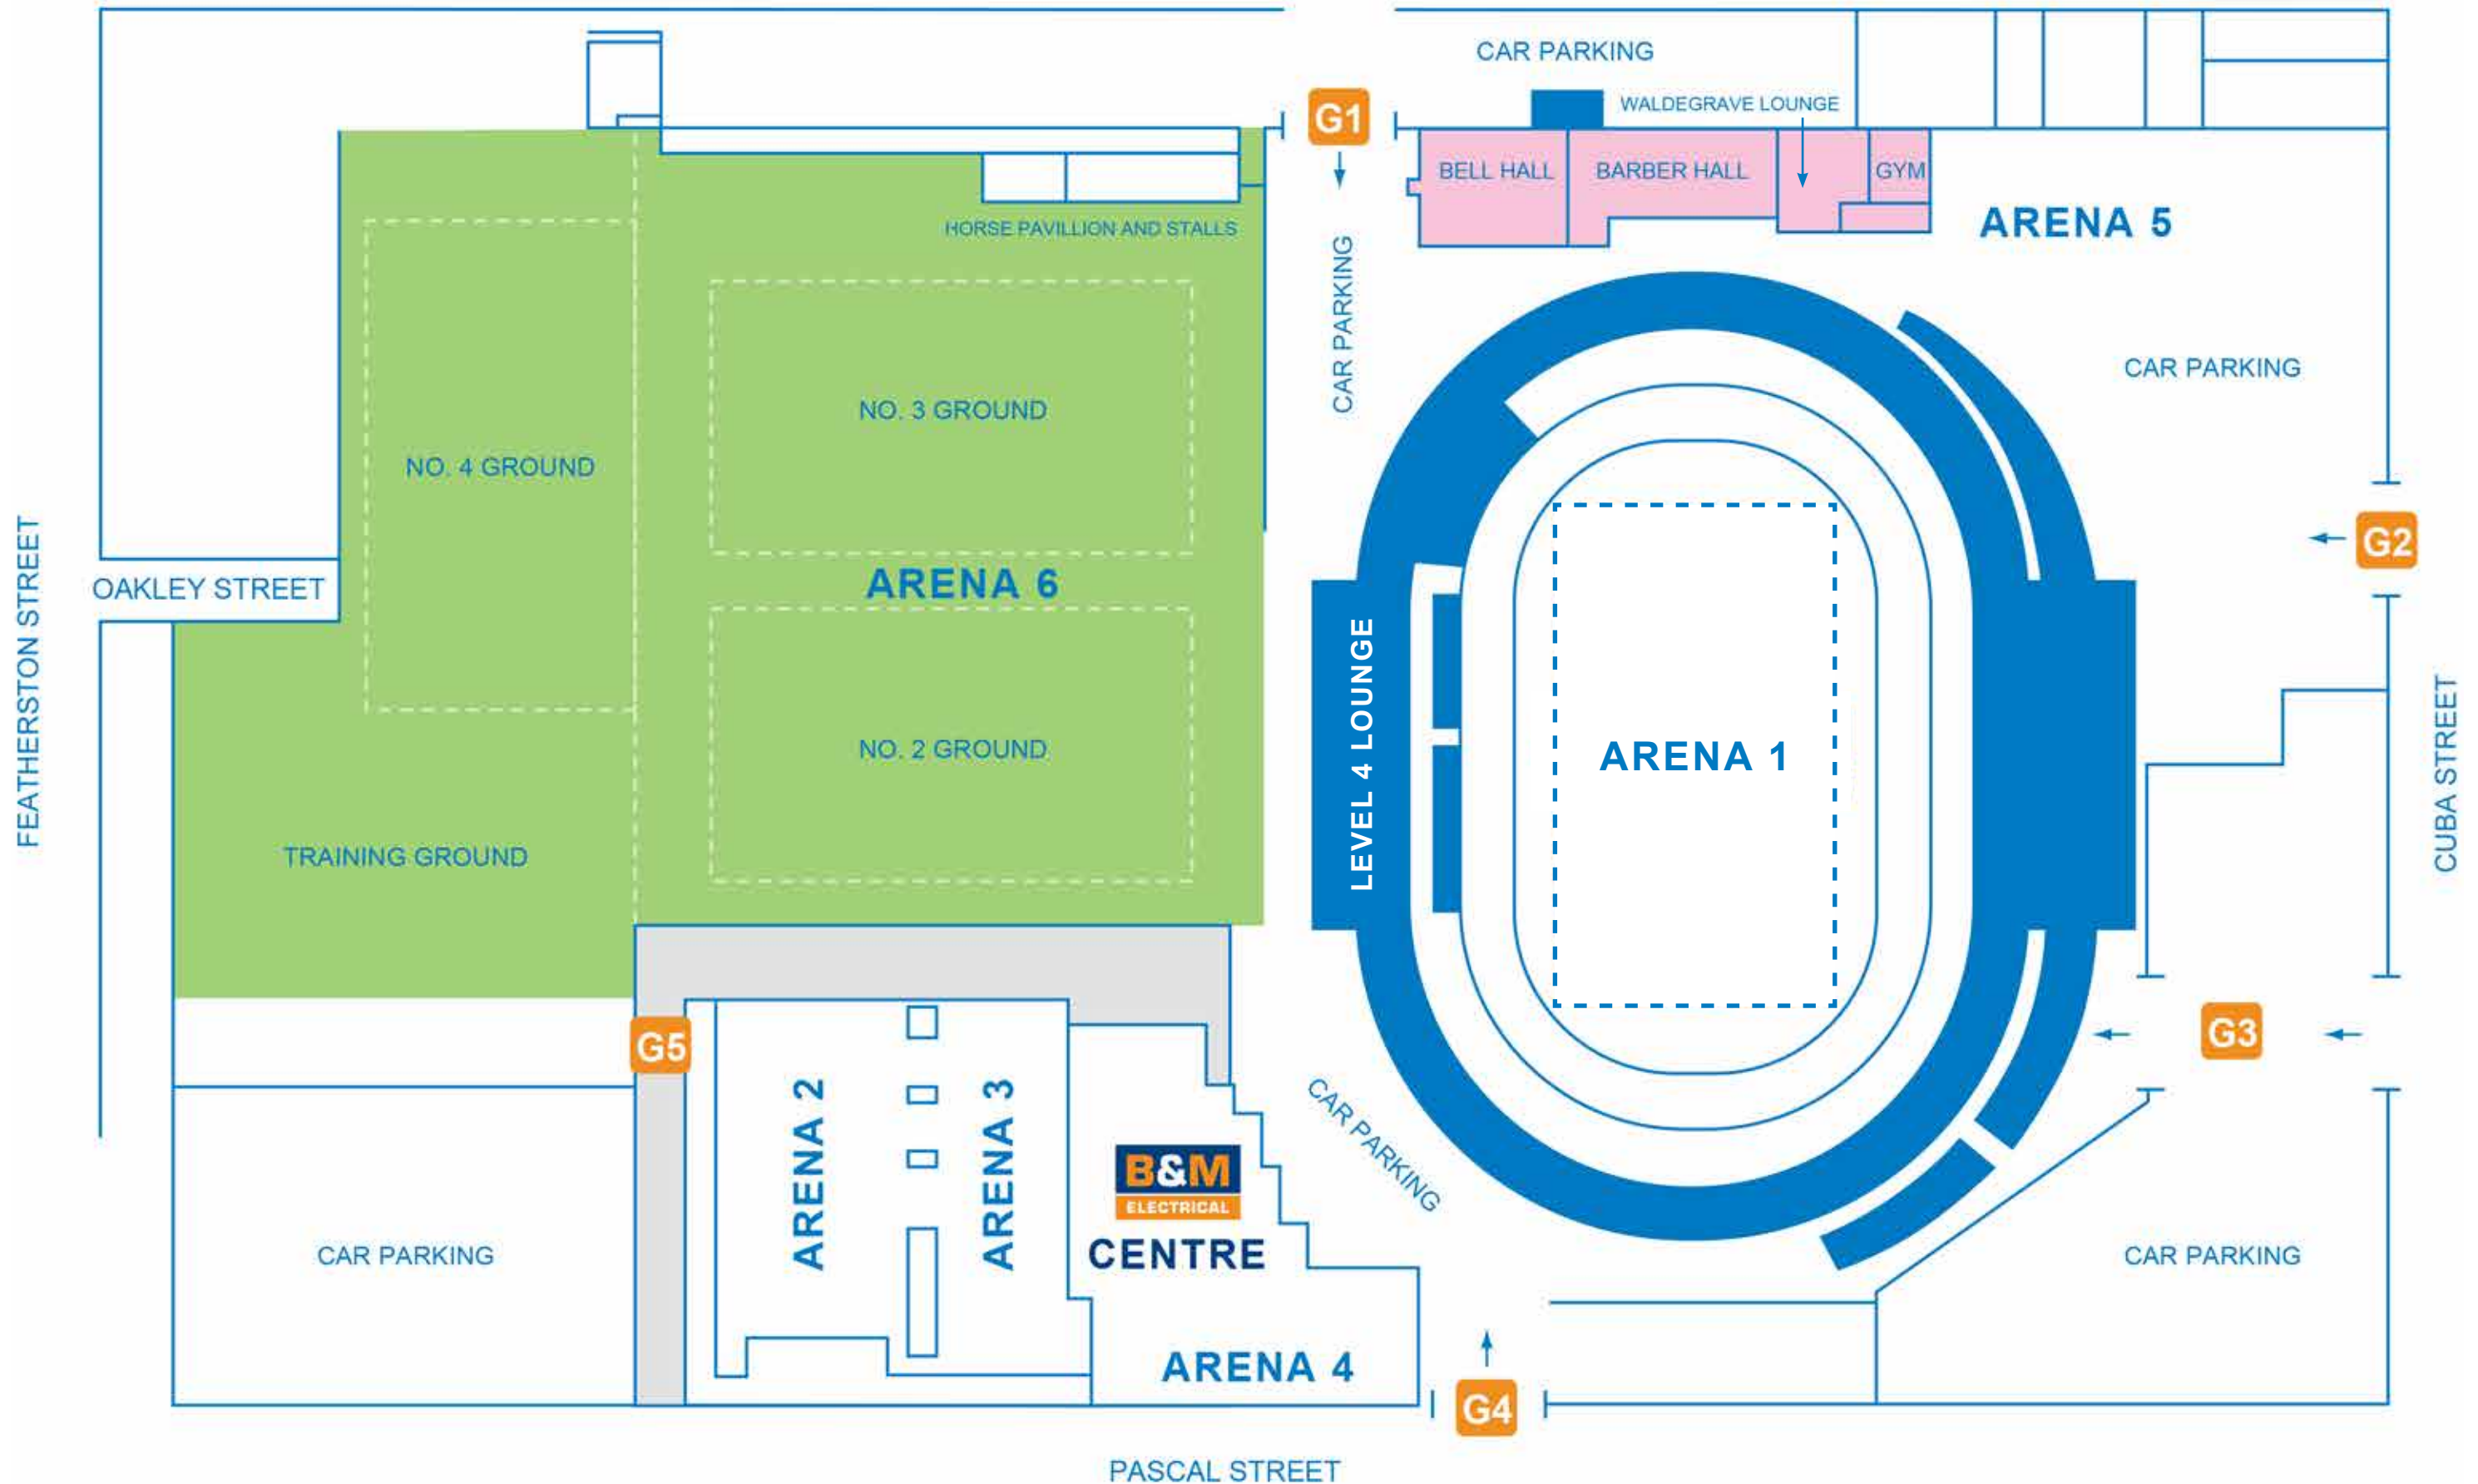 CAR PARKING
G1
WALDEGRAVE LOUNGE
BELL HALL
BARBER HALL
GYM
ARENA 5
HORSE PAVILLION AND STALLS
CAR PARKING
CAR PARKING
NO. 3 GROUND
NO. 4 GROUND
G2
FEATHERSTON STREET
OAKLEY STREET
ARENA 6
LEVEL 4 LOUNGE
ARENA 1
NO. 2 GROUND
CUBA STREET
TRAINING GROUND
G3
G5
ARENA 2
ARENA 3
CAR PARKING
B&M
ELECTRICAL
CENTRE
CAR PARKING
CAR PARKING
ARENA 4
G4
PASCAL STREET